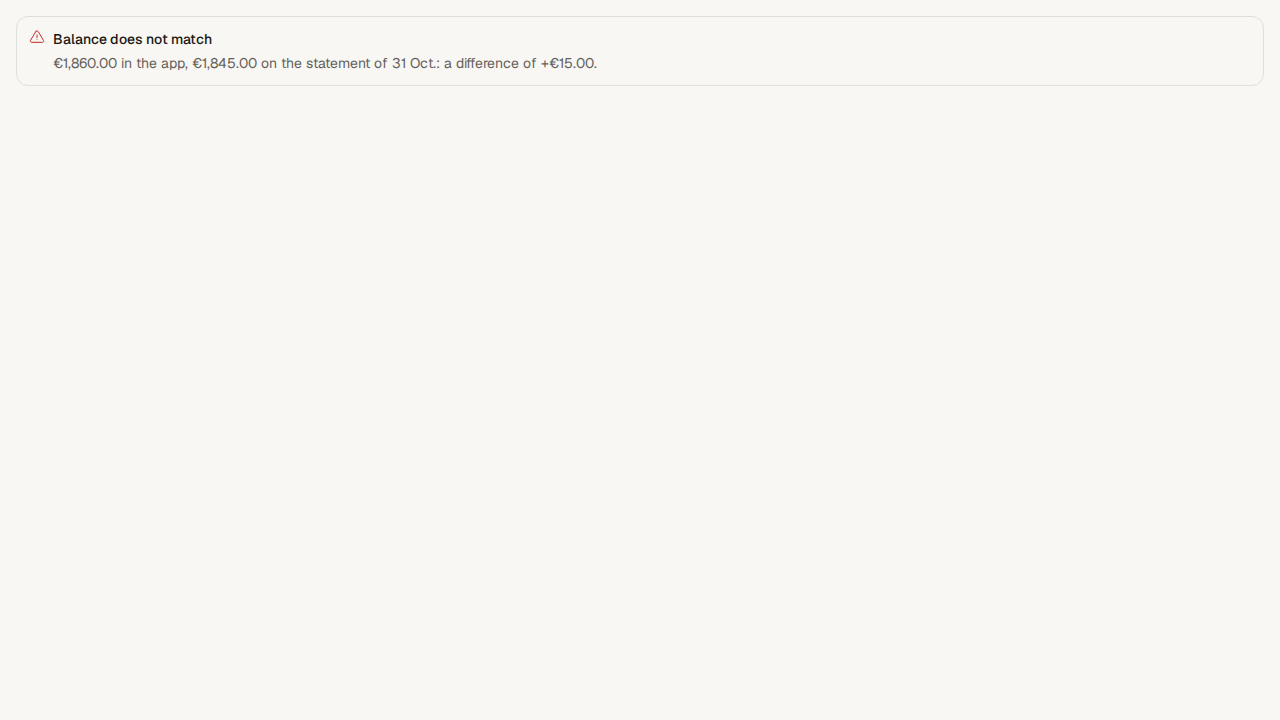 Balance does not match
€1,860.00 in the app, €1,845.00 on the statement of 31 Oct.: a difference of +€15.00.